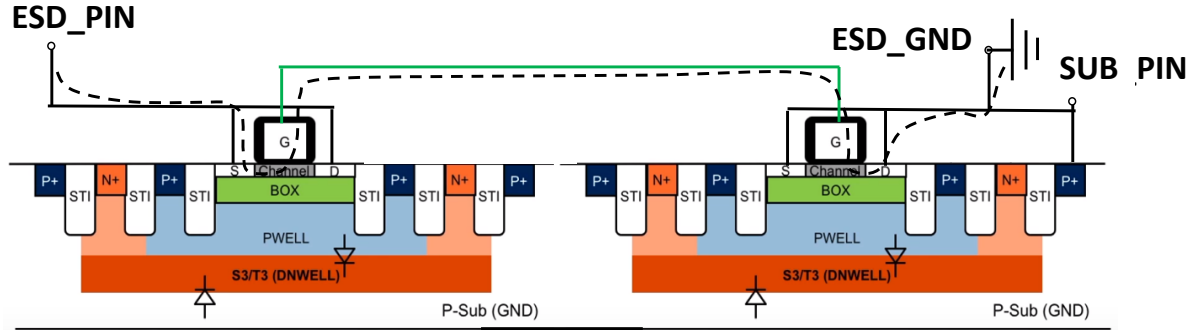 ESD_PIN
ESD_GND
SUB_PIN
G
G
S Channel D
S Channel D
P+ STI N+ STI P+ STI BOX STI P+ STI N+ STI P+
P+ STI N+ STI P+ STI BOX STI P+ STI N+ STI P+
PWELL
PWELL
S3/T3 (DNWELL)
S3/T3 (DNWELL)
P-Sub (GND)
P-Sub (GND)